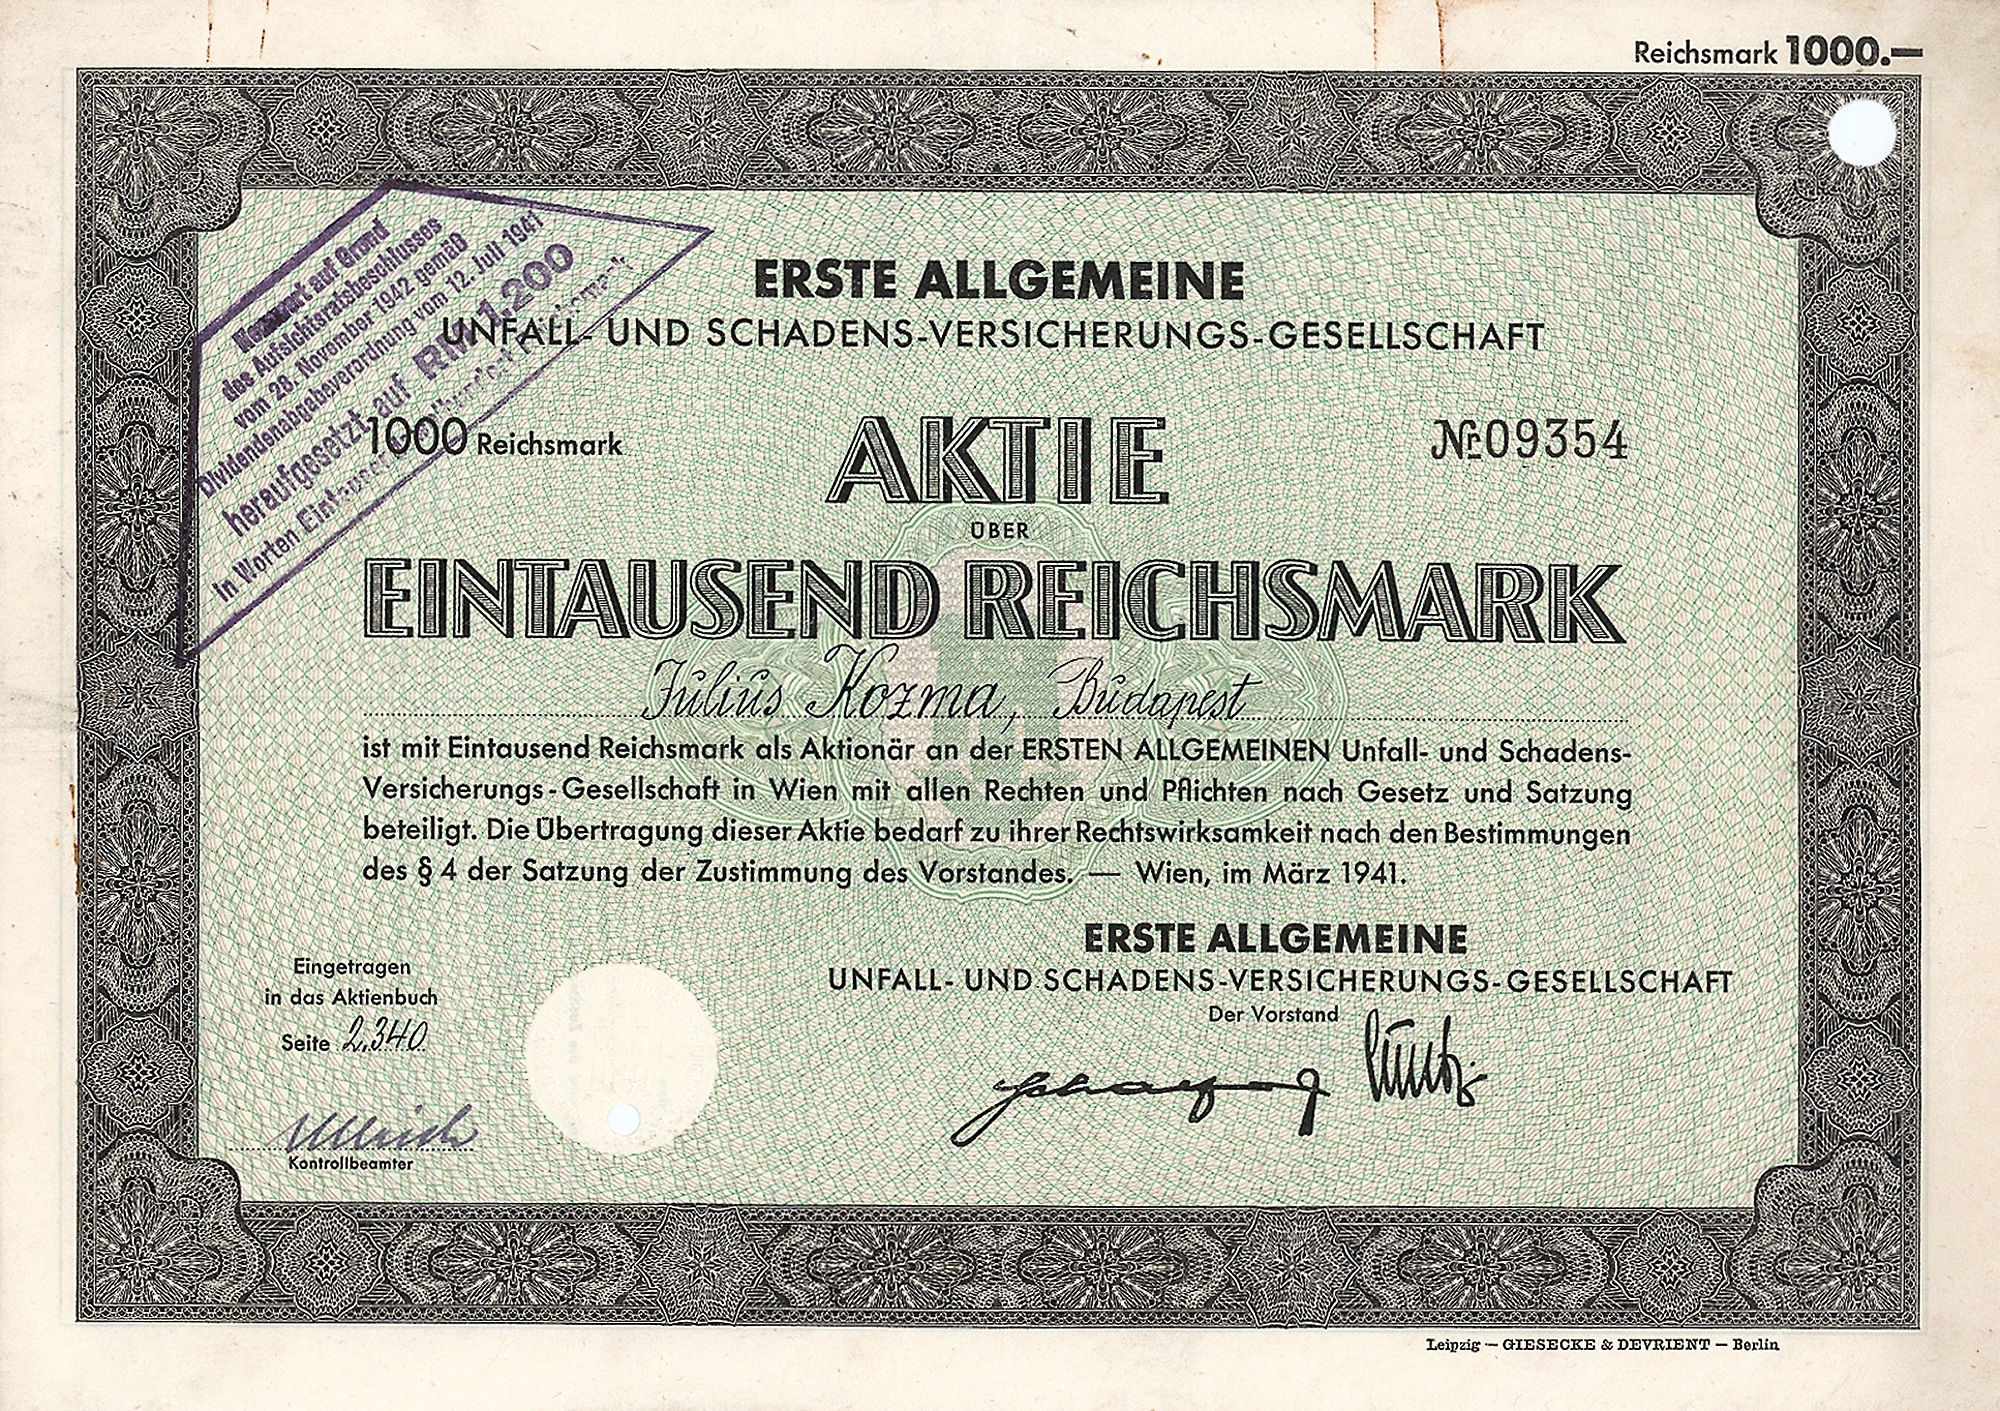 Reichsmark 1000.—
Nennwert auf Grund
des Aufsichtsratsbeschlusses
vom 28. November 1942 gemäß
Dividendenabgabeverordnung vom 12. Juli 1941
heraufgesetzt auf RM 1,200
In Worten
ERSTE ALLGEMEINE
UNFALL- UND SCHADENS-VERSICHERUNGS-GESELLSCHAFT
1000 Reichsmark
AKTIE
№ 09354
ÜBER
EINTAUSEND REICHSMARK
Julius Kozma, Budapest
ist mit Eintausend Reichsmark als Aktionär an der ERSTEN ALLGEMEINEN Unfall- und Schadens-
Versicherungs-Gesellschaft in Wien mit allen Rechten und Pflichten nach Gesetz und Satzung
beteiligt. Die Übertragung dieser Aktie bedarf zu ihrer Rechtswirksamkeit nach den Bestimmungen
des § 4 der Satzung der Zustimmung des Vorstandes. — Wien, im März 1941.
ERSTE ALLGEMEINE
UNFALL- UND SCHADENS-VERSICHERUNGS-GESELLSCHAFT
Der Vorstand
Eingetragen
in das Aktienbuch
Seite 2.340
Ullrich
Kontrollbeamter
Leipzig — GIESECKE & DEVRIENT — Berlin